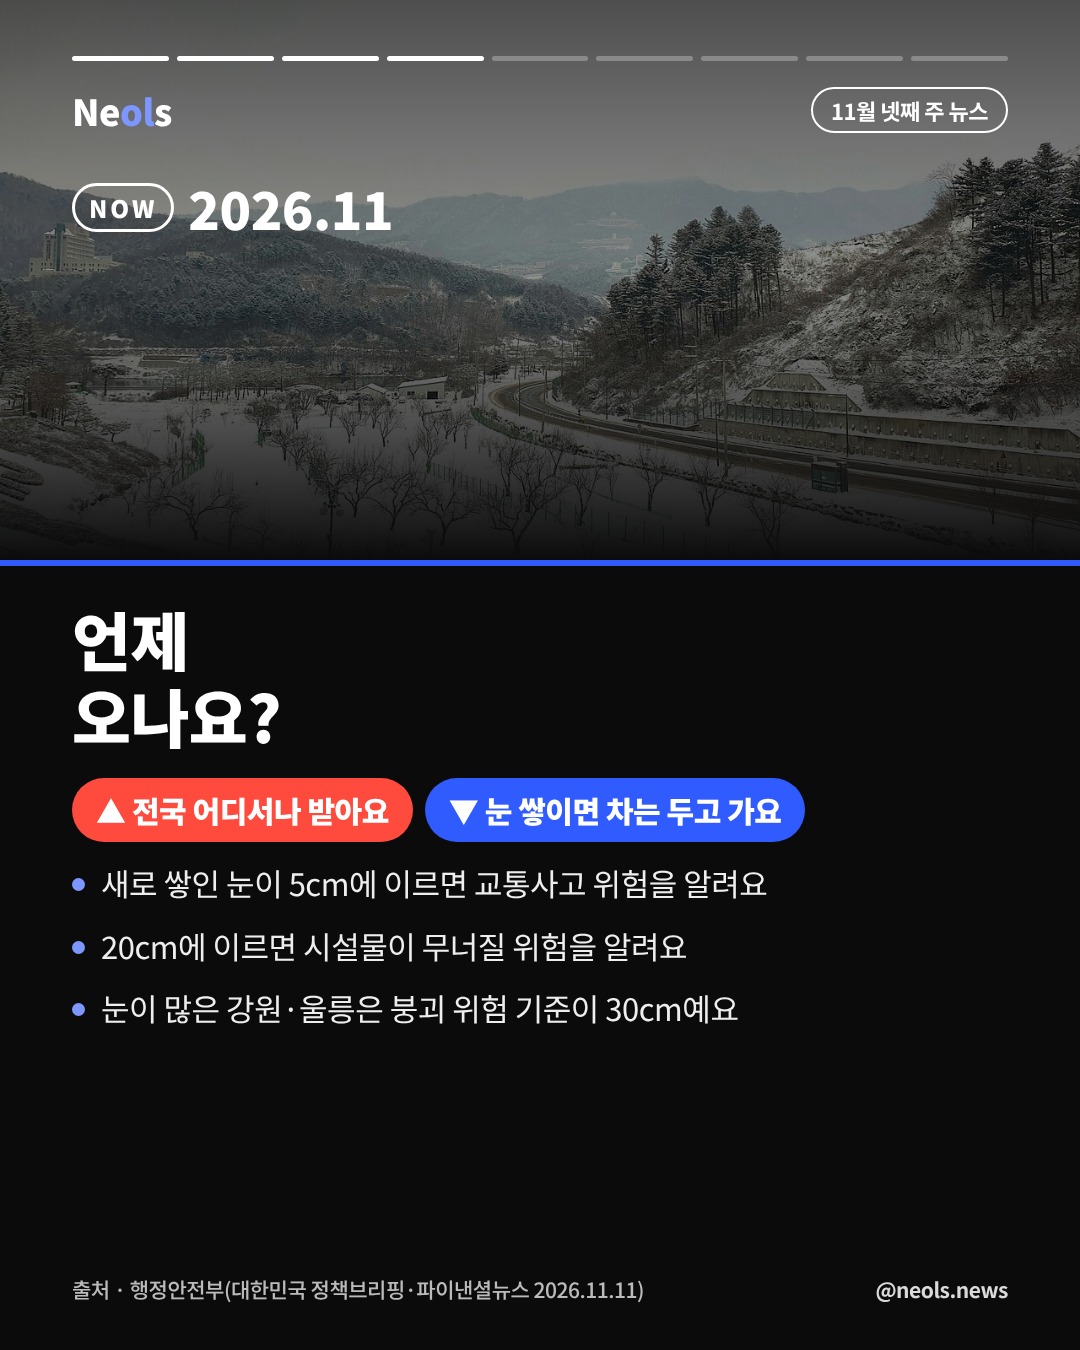 Neols
11월 넷째 주 뉴스
NOW 2026.11
언제
오나요?
▲ 전국 어디서나 받아요
▼ 눈 쌓이면 차는 두고 가요
• 새로 쌓인 눈이 5cm에 이르면 교통사고 위험을 알려요
• 20cm에 이르면 시설물이 무너질 위험을 알려요
• 눈이 많은 강원·울릉은 붕괴 위험 기준이 30cm예요
출처 · 행정안전부(대한민국 정책브리핑·파이낸셜뉴스 2026.11.11)
@neols.news